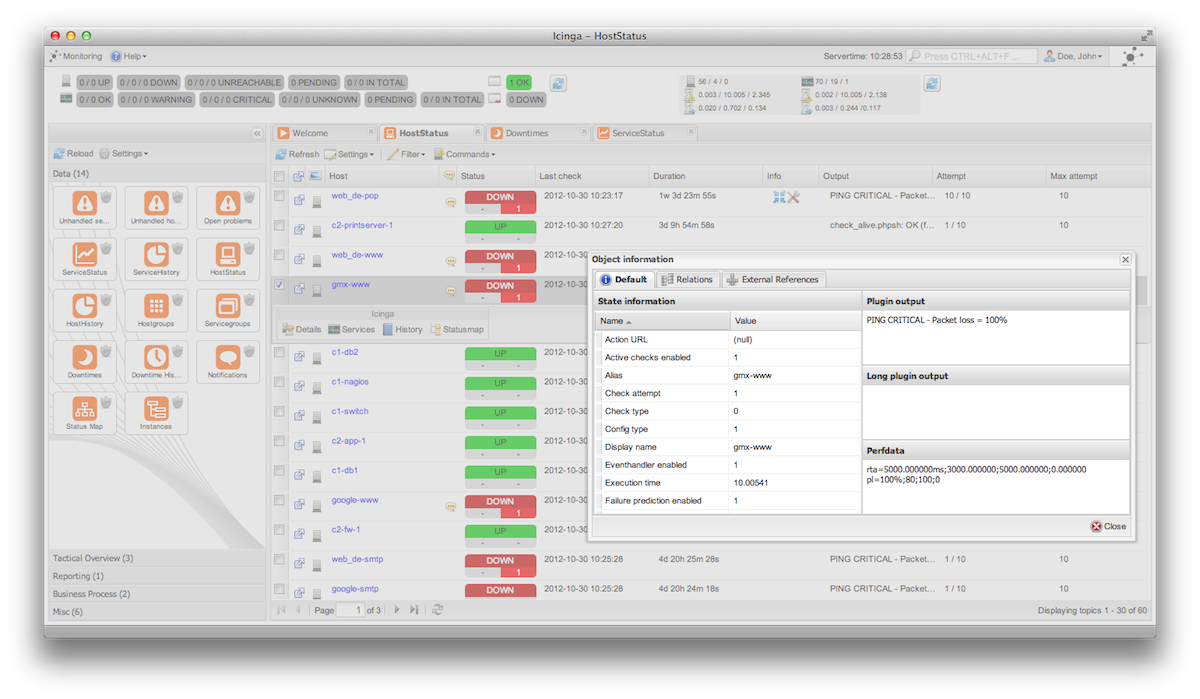 Icinga – HostStatus
Monitoring Help Servertime: 10:28:53 Press CTRL+ALT+F ... Doe, John
0 / 0 UP 0 / 0 / 0 DOWN 0 / 0 / 0 UNREACHABLE 0 PENDING 0 / 0 IN TOTAL 1 OK 56 / 4 / 0 70 / 19 / 1
0 / 0 OK 0 / 0 / 0 WARNING 0 / 0 / 0 CRITICAL 0 / 0 / 0 UNKNOWN 0 PENDING 0 / 0 IN TOTAL 0 DOWN 0.003 / 10.005 / 2.345 0.002 / 10.005 / 2.138
0.020 / 0.702 / 0.134 0.003 / 0.244 /0.117
Welcome HostStatus Downtimes ServiceStatus
Reload Settings
Data (14)
Unhandled se... Unhandled ho... Open problems
ServiceStatus ServiceHistory HostStatus
HostHistory Hostgroups Servicegroups
Downtimes Downtime His... Notifications
Status Map Instances
Tactical Overview (3)
Reporting (1)
Business Process (2)
Misc (6)
Refresh Settings Filter Commands
Host Status Last check Duration Info Output Attempt Max attempt
web_de-pop DOWN - 1 2012-10-30 10:23:17 1w 3d 23m 55s PING CRITICAL - Packet... 10 / 10 10
c2-printserver-1 UP - - 2012-10-30 10:27:20 3d 9h 54m 58s check_alive.phpsh: OK (f... 1 / 10 10
web_de-www DOWN - 1 2012-10-30
gmx-www DOWN - 1 2012-10-30
Icinga
Details Services History Statusmap
c1-db2 UP - - 2012-10-30
c1-nagios UP - - 2012-10-30
c1-switch UP - - 2012-10-30
c2-app-1 UP - - 2012-10-30
c1-db1 UP - - 2012-10-30
google-www DOWN - 1 2012-10-30
c2-fw-1 UP - - 2012-10-30
web_de-smtp DOWN - 1 2012-10-30 10:25:28 4d 20h 25m 28s PING CRITICAL - Packet... 1 / 10 10
google-smtp DOWN 2012-10-30 10:25:28 4d 20h 24m 18s PING CRITICAL - Packet... 1 / 10 10
Page 1 of 3 Displaying topics 1 - 30 of 60
Object information
Default Relations External References
State information
Name Value
Action URL (null)
Active checks enabled 1
Alias gmx-www
Check attempt 1
Check type 0
Config type 1
Display name gmx-www
Eventhandler enabled 1
Execution time 10.00541
Failure prediction enabled 1
Plugin output
PING CRITICAL - Packet loss = 100%
Long plugin output
Perfdata
rta=5000.000000ms;3000.000000;5000.000000;0.000000
pl=100%;80;100;0
Close